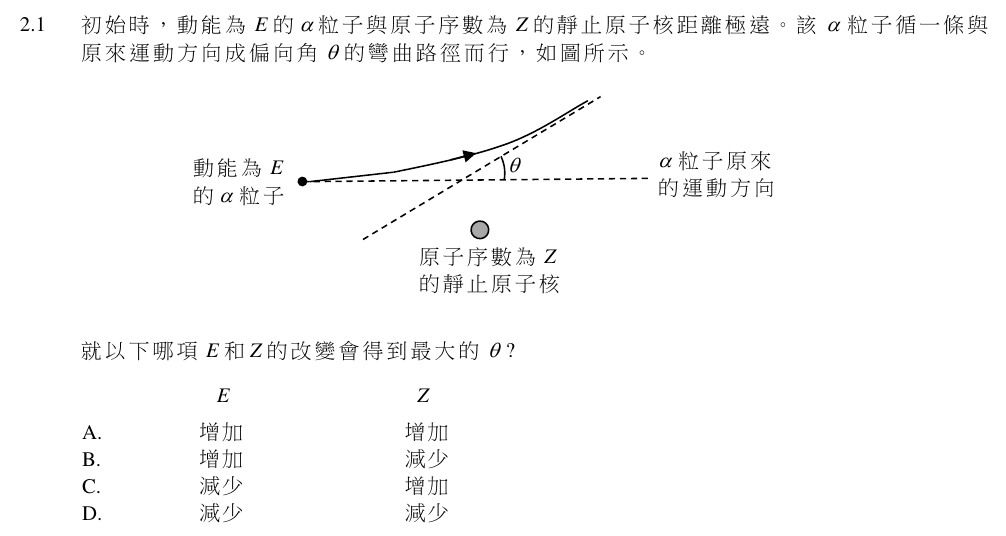 2.1 初始時，動能為 E 的 α 粒子與原子序數為 Z 的靜止原子核距離極遠。該 α 粒子循一條與
原來運動方向成偏向角 θ 的彎曲路徑而行，如圖所示。
動能為 E
的 α 粒子
θ
α 粒子原來
的運動方向
原子序數為 Z
的靜止原子核
就以下哪項 E 和 Z 的改變會得到最大的 θ？
E Z
A. 增加 增加
B. 增加 減少
C. 減少 增加
D. 減少 減少